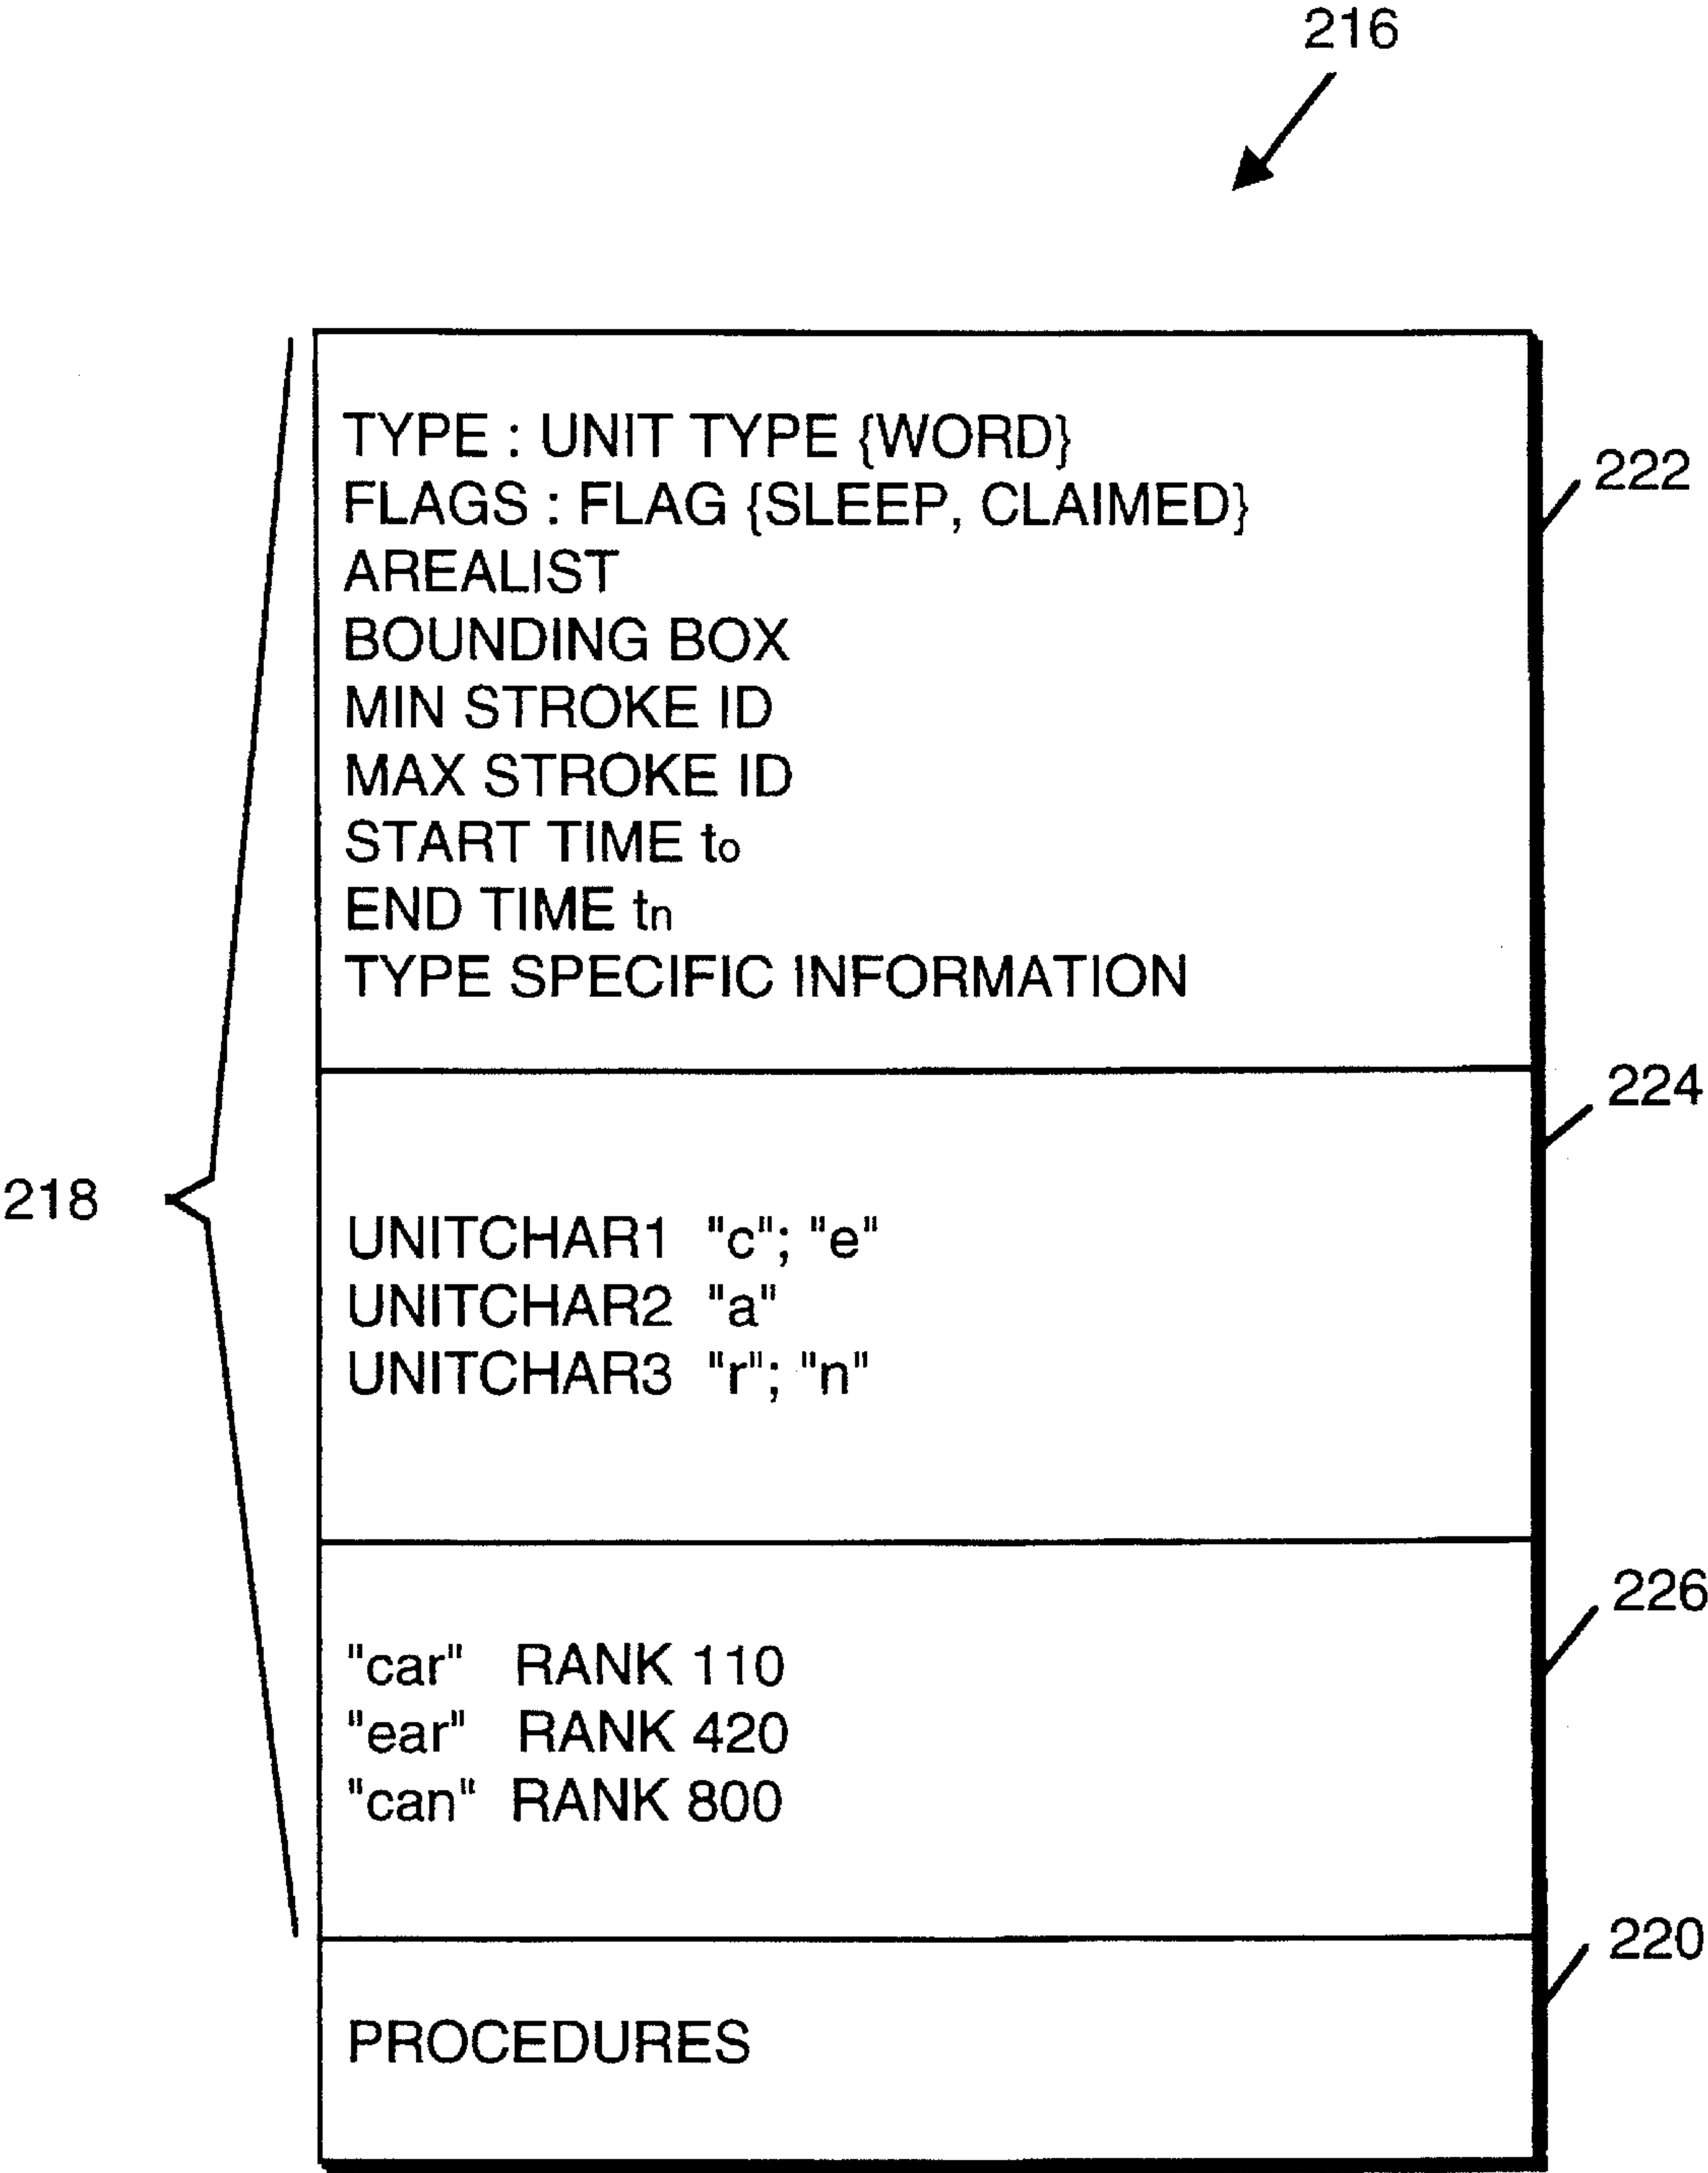 216
TYPE : UNIT TYPE {WORD}
222
FLAGS : FLAG {SLEEP, CLAIMED}
AREALIST
BOUNDING BOX
MIN STROKE ID
MAX STROKE ID
START TIME to
END TIME tn
TYPE SPECIFIC INFORMATION
224
218
UNITCHAR1 "c"; "e"
UNITCHAR2 "a"
UNITCHAR3 "r"; "n"
226
"car" RANK 110
"ear" RANK 420
"can" RANK 800
220
PROCEDURES